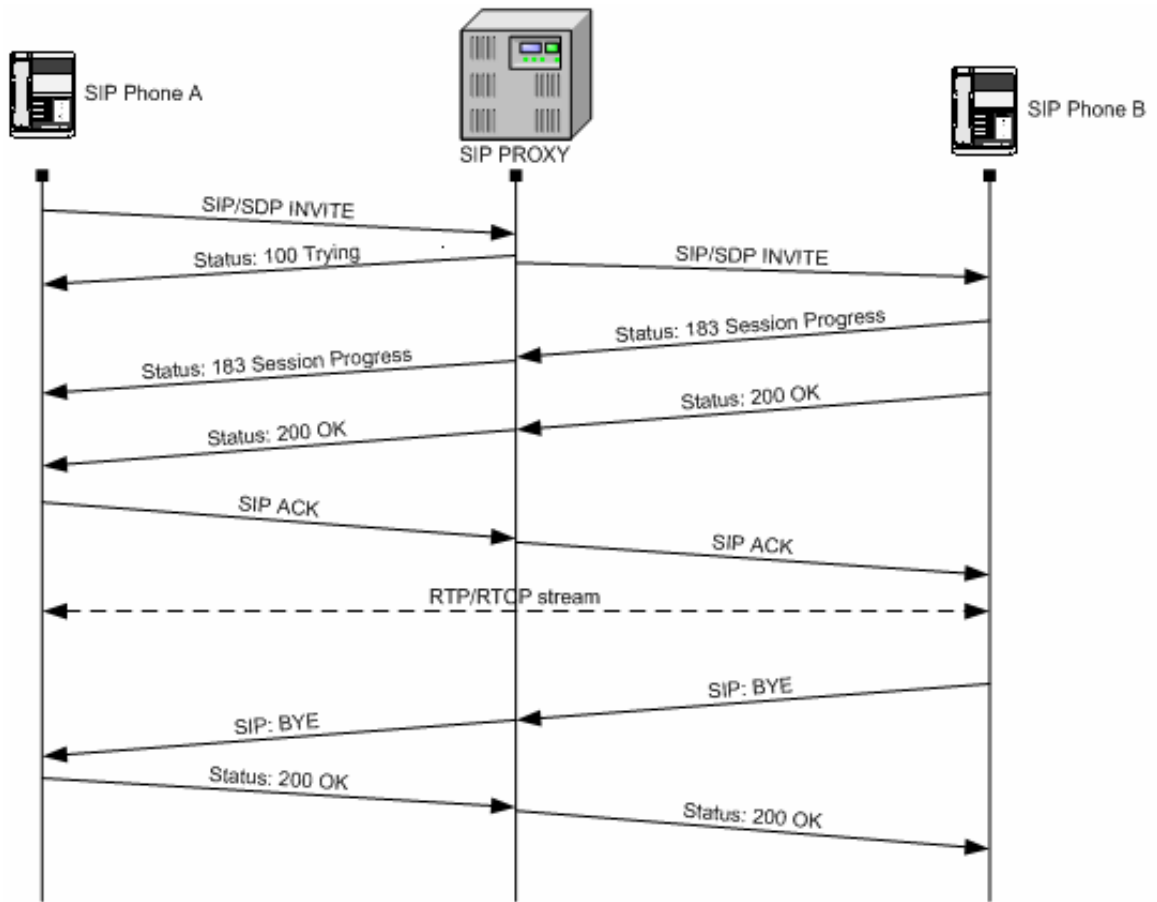 SIP Phone A
SIP PROXY
SIP Phone B
SIP/SDP INVITE
Status: 100 Trying
SIP/SDP INVITE
Status: 183 Session Progress
Status: 183 Session Progress
Status: 200 OK
Status: 200 OK
SIP ACK
SIP ACK
RTP/RTCP stream
SIP: BYE
SIP: BYE
Status: 200 OK
Status: 200 OK